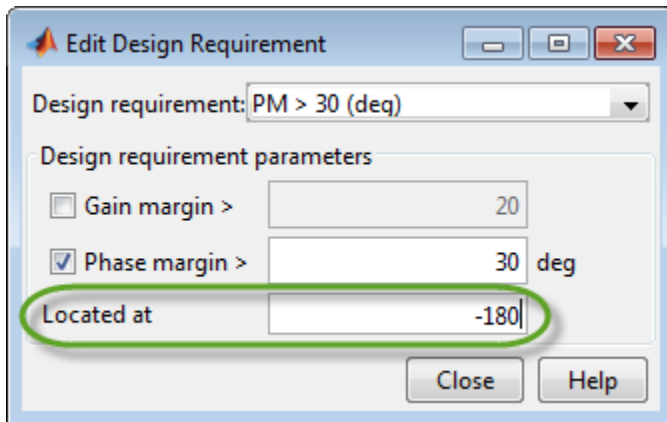 Edit Design Requirement
Design requirement: PM > 30 (deg)
Design requirement parameters
Gain margin > 20
Phase margin > 30 deg
Located at -180
Close Help